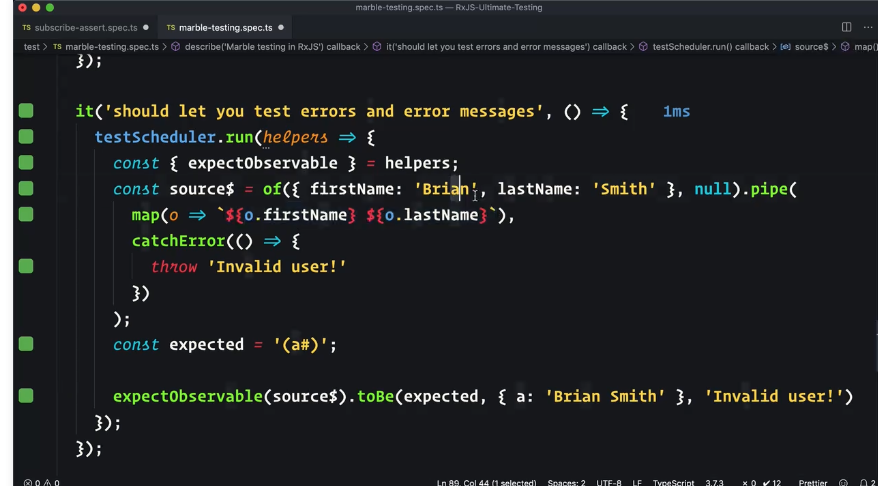 marble-testing.spec.ts — RxJS-Ultimate-Testing
TS subscribe-assert.spec.ts ● TS marble-testing.spec.ts ●
test > TS marble-testing.spec.ts > describe('Marble testing in RxJS') callback > it('should let you test errors and error messages') callback > testScheduler.run() callback > source$ > map()
});
it('should let you test errors and error messages', () => { 1ms
testScheduler.run(helpers => {
const { expectObservable } = helpers;
const source$ = of({ firstName: 'Brian', lastName: 'Smith' }, null).pipe(
map(o => `${o.firstName} ${o.lastName}`),
catchError(() => {
throw 'Invalid user!'
})
);
const expected = '(a#)';
expectObservable(source$).toBe(expected, { a: 'Brian Smith' }, 'Invalid user!')
});
});
0 0 Ln 89, Col 44 (1 selected) Spaces: 2 UTF-8 LF TypeScript 3.7.3 × 0 ✔ 12 Prettier 2